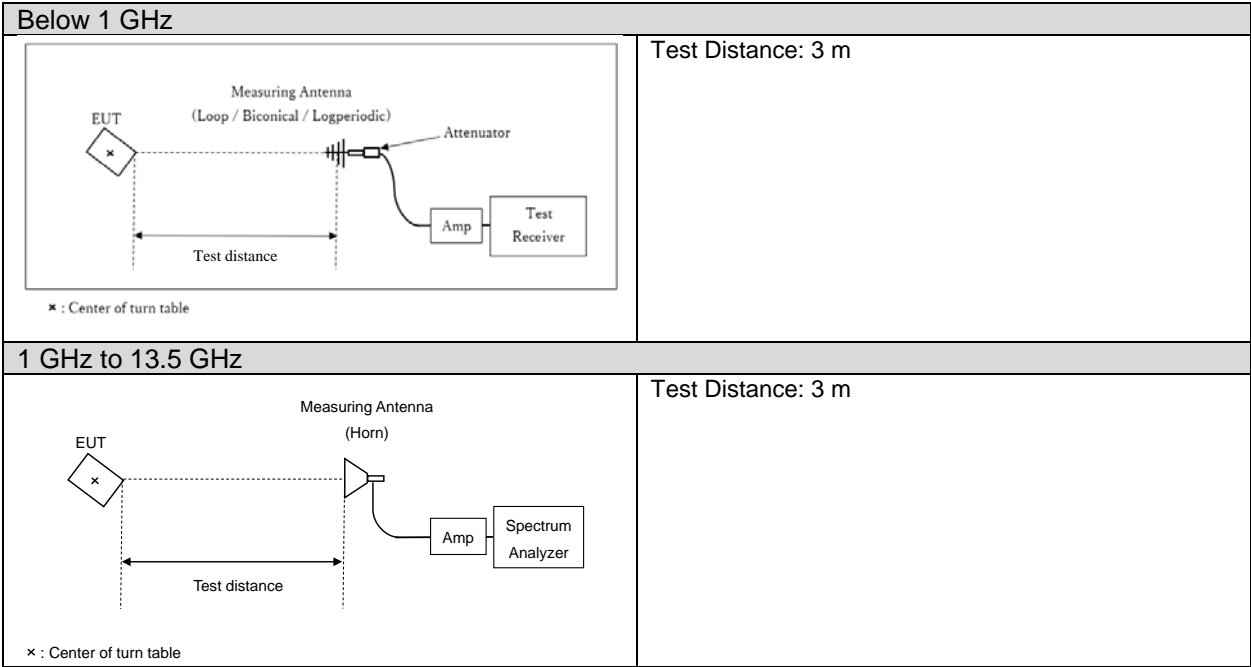 Below 1 GHz
Test Distance: 3 m
Measuring Antenna
(Loop / Biconical / Logperiodic)
EUT
Attenuator
Amp
Test
Receiver
Test distance
× : Center of turn table
1 GHz to 13.5 GHz
Test Distance: 3 m
Measuring Antenna
(Horn)
EUT
Amp
Spectrum
Analyzer
Test distance
× : Center of turn table